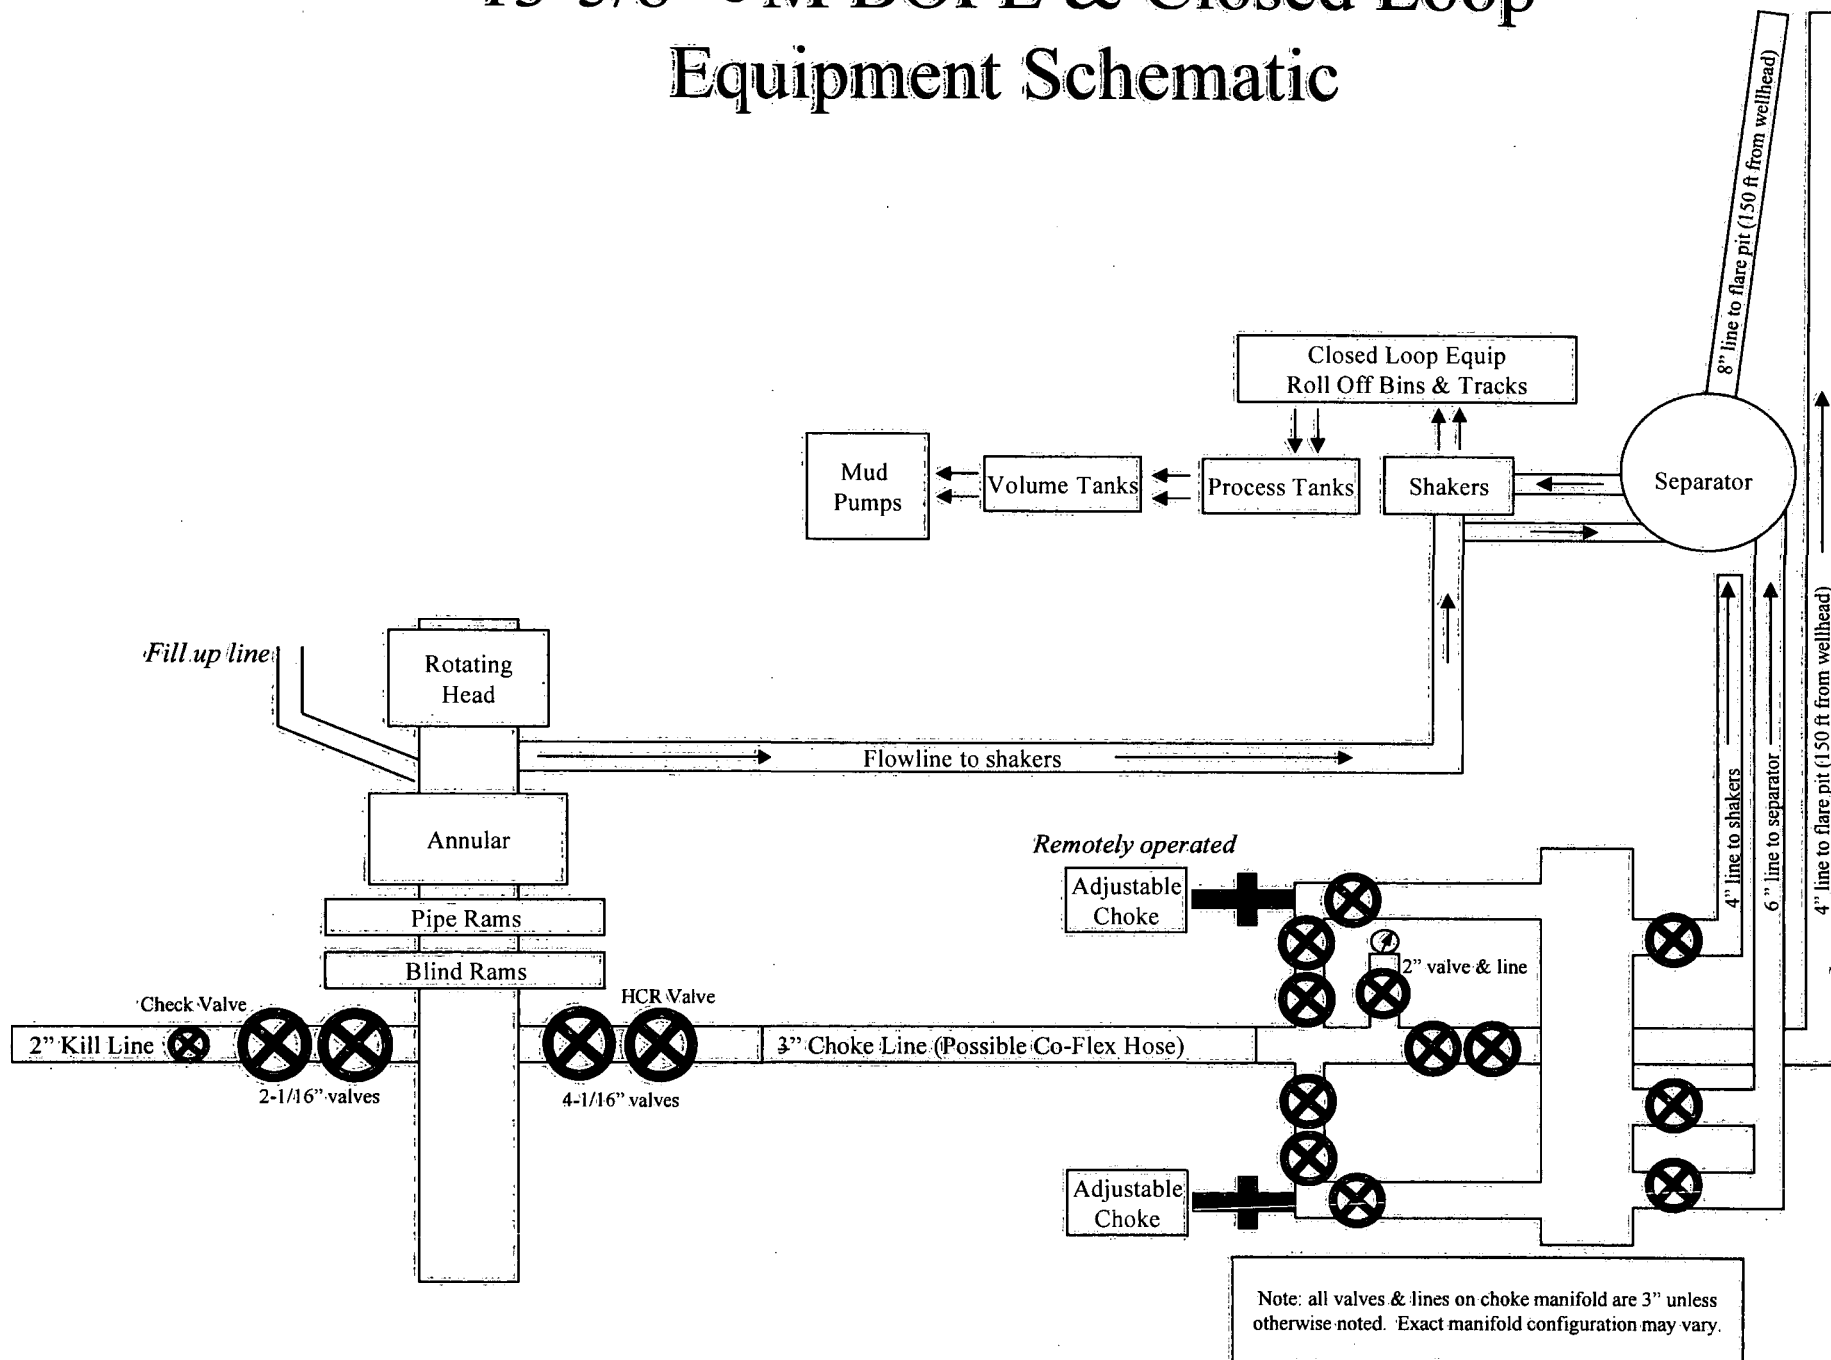 BOPE & Closed Loop
Equipment Schematic
8” line to flare pit (150 ft from wellhead)
Closed Loop Equip
Roll Off Bins & Tracks
Mud
Pumps
Volume Tanks
Process Tanks
Shakers
Separator
Fill up line
Rotating
Head
Flowline to shakers
Annular
Pipe Rams
Blind Rams
Check Valve
HCR Valve
2” Kill Line
3” Choke Line (Possible Co-Flex Hose)
2-1/16” valves
4-1/16” valves
Remotely operated
Adjustable
Choke
2” valve & line
Adjustable
Choke
4” line to shakers
6” line to separator
4” line to flare pit (150 ft from wellhead)
Note: all valves & lines on choke manifold are 3” unless
otherwise noted. Exact manifold configuration may vary.